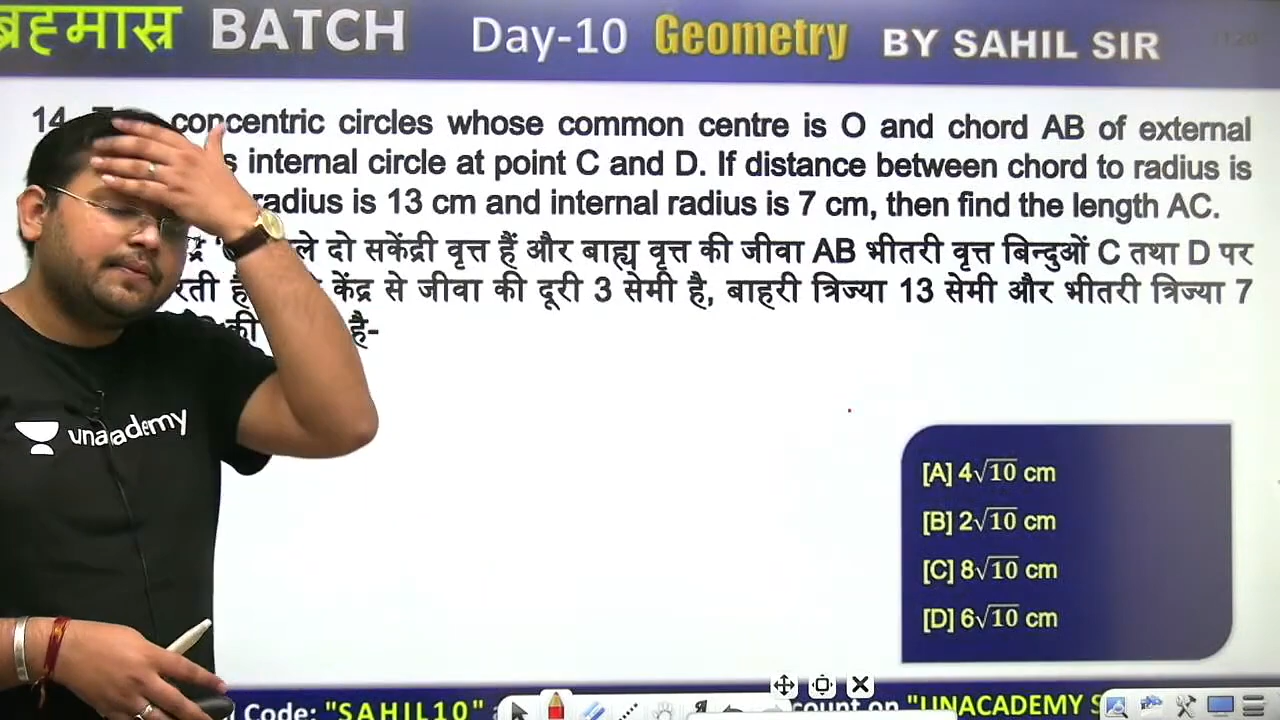 ब्रह्मास्र BATCH Day-10 Geometry BY SAHIL SIR
14. concentric circles whose common centre is O and chord AB of external
internal circle at point C and D. If distance between chord to radius is
radius is 13 cm and internal radius is 7 cm, then find the length AC.
दो सकेंद्री वृत्त हैं और बाह्य वृत्त की जीवा AB भीतरी वृत्त बिन्दुओं C तथा D पर
केंद्र से जीवा की दूरी 3 सेमी है, बाहरी त्रिज्या 13 सेमी और भीतरी त्रिज्या 7
की है-
unacademy
[A] 4√10 cm
[B] 2√10 cm
[C] 8√10 cm
[D] 6√10 cm
Code: "SAHIL10" on "UNACADEMY